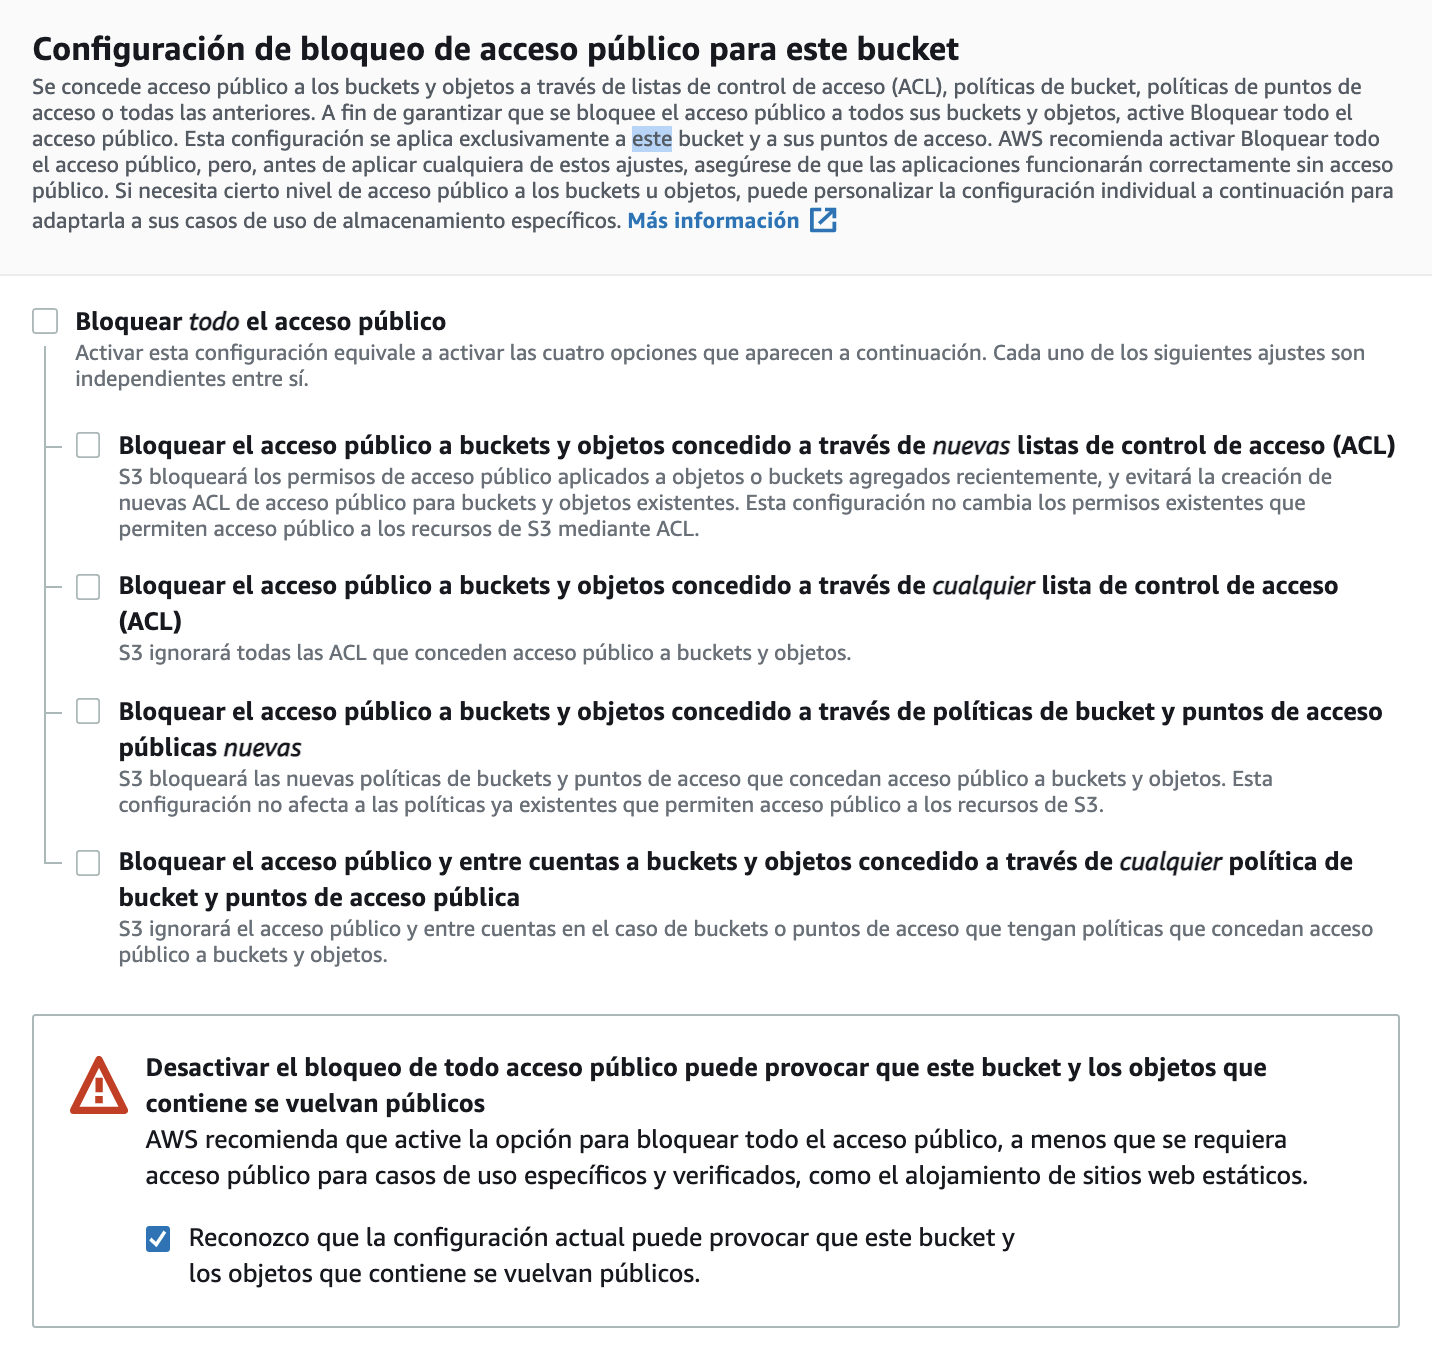 Configuración de bloqueo de acceso público para este bucket
Se concede acceso público a los buckets y objetos a través de listas de control de acceso (ACL), políticas de bucket, políticas de puntos de
acceso o todas las anteriores. A fin de garantizar que se bloquee el acceso público a todos sus buckets y objetos, active Bloquear todo el
acceso público. Esta configuración se aplica exclusivamente a este bucket y a sus puntos de acceso. AWS recomienda activar Bloquear todo
el acceso público, pero, antes de aplicar cualquiera de estos ajustes, asegúrese de que las aplicaciones funcionarán correctamente sin acceso
público. Si necesita cierto nivel de acceso público a los buckets u objetos, puede personalizar la configuración individual a continuación para
adaptarla a sus casos de uso de almacenamiento específicos. Más información
Bloquear todo el acceso público
Activar esta configuración equivale a activar las cuatro opciones que aparecen a continuación. Cada uno de los siguientes ajustes son
independientes entre sí.
Bloquear el acceso público a buckets y objetos concedido a través de nuevas listas de control de acceso (ACL)
S3 bloqueará los permisos de acceso público aplicados a objetos o buckets agregados recientemente, y evitará la creación de
nuevas ACL de acceso público para buckets y objetos existentes. Esta configuración no cambia los permisos existentes que
permiten acceso público a los recursos de S3 mediante ACL.
Bloquear el acceso público a buckets y objetos concedido a través de cualquier lista de control de acceso
(ACL)
S3 ignorará todas las ACL que conceden acceso público a buckets y objetos.
Bloquear el acceso público a buckets y objetos concedido a través de políticas de bucket y puntos de acceso
públicas nuevas
S3 bloqueará las nuevas políticas de buckets y puntos de acceso que concedan acceso público a buckets y objetos. Esta
configuración no afecta a las políticas ya existentes que permiten acceso público a los recursos de S3.
Bloquear el acceso público y entre cuentas a buckets y objetos concedido a través de cualquier política de
bucket y puntos de acceso pública
S3 ignorará el acceso público y entre cuentas en el caso de buckets o puntos de acceso que tengan políticas que concedan acceso
público a buckets y objetos.
Desactivar el bloqueo de todo acceso público puede provocar que este bucket y los objetos que
contiene se vuelvan públicos
AWS recomienda que active la opción para bloquear todo el acceso público, a menos que se requiera
acceso público para casos de uso específicos y verificados, como el alojamiento de sitios web estáticos.
Reconozco que la configuración actual puede provocar que este bucket y
los objetos que contiene se vuelvan públicos.